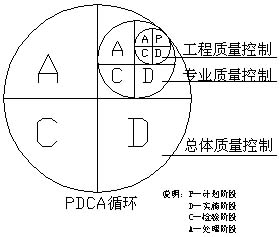 A P
C D
工程质量控制
A
C D
专业质量控制
A
C D
总体质量控制
PDCA循环
说明：P—计划阶段
D—实施阶段
C—检验阶段
A—处理阶段